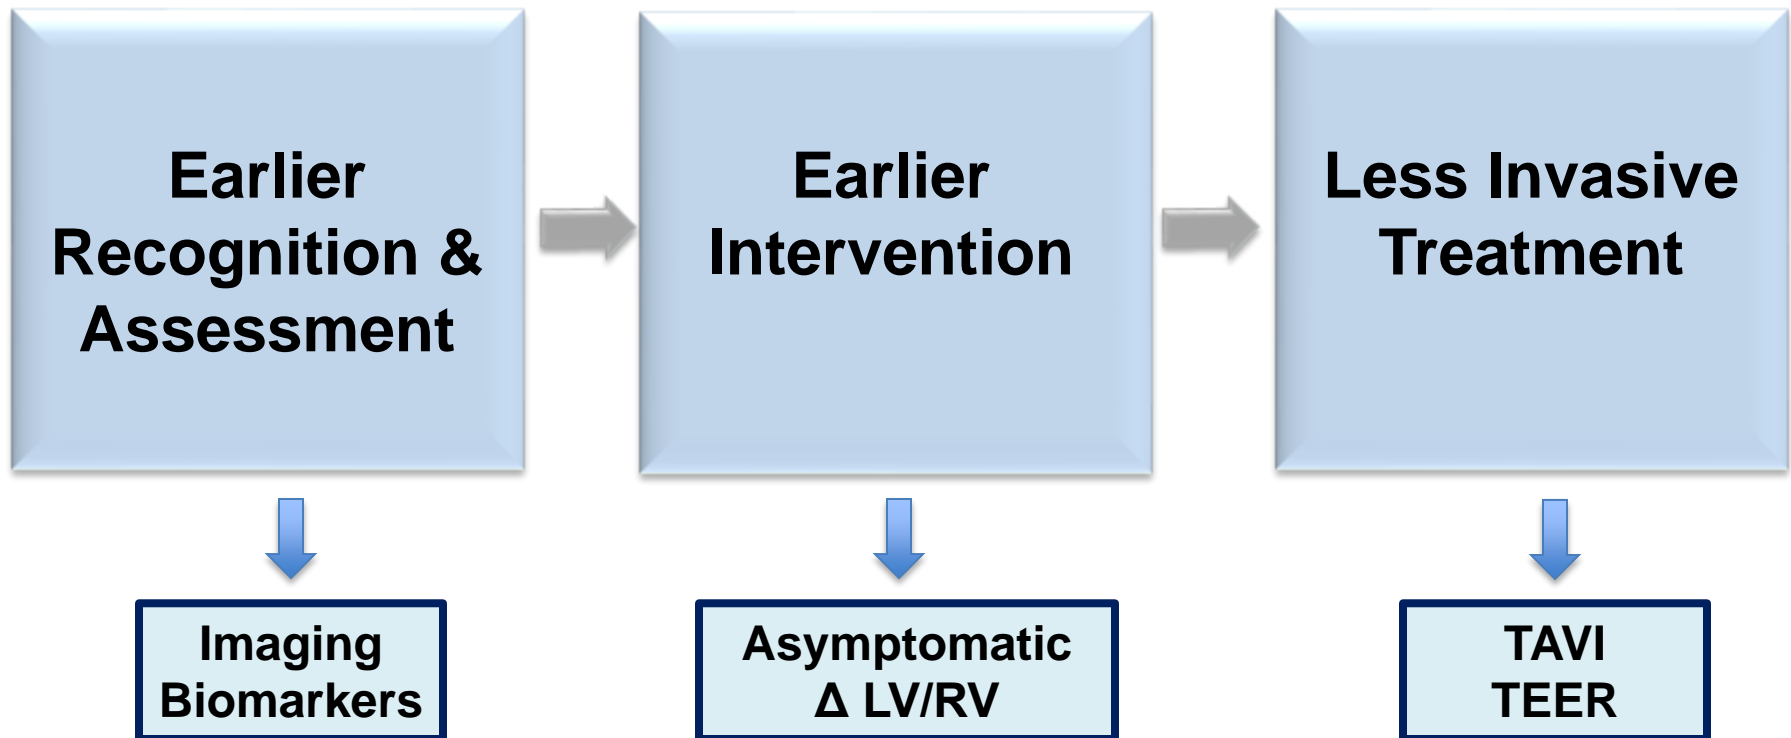 Earlier
Recognition &
Assessment
Earlier
Intervention
Less Invasive
Treatment
Imaging
Biomarkers
Asymptomatic
Δ LV/RV
TAVI
TEER